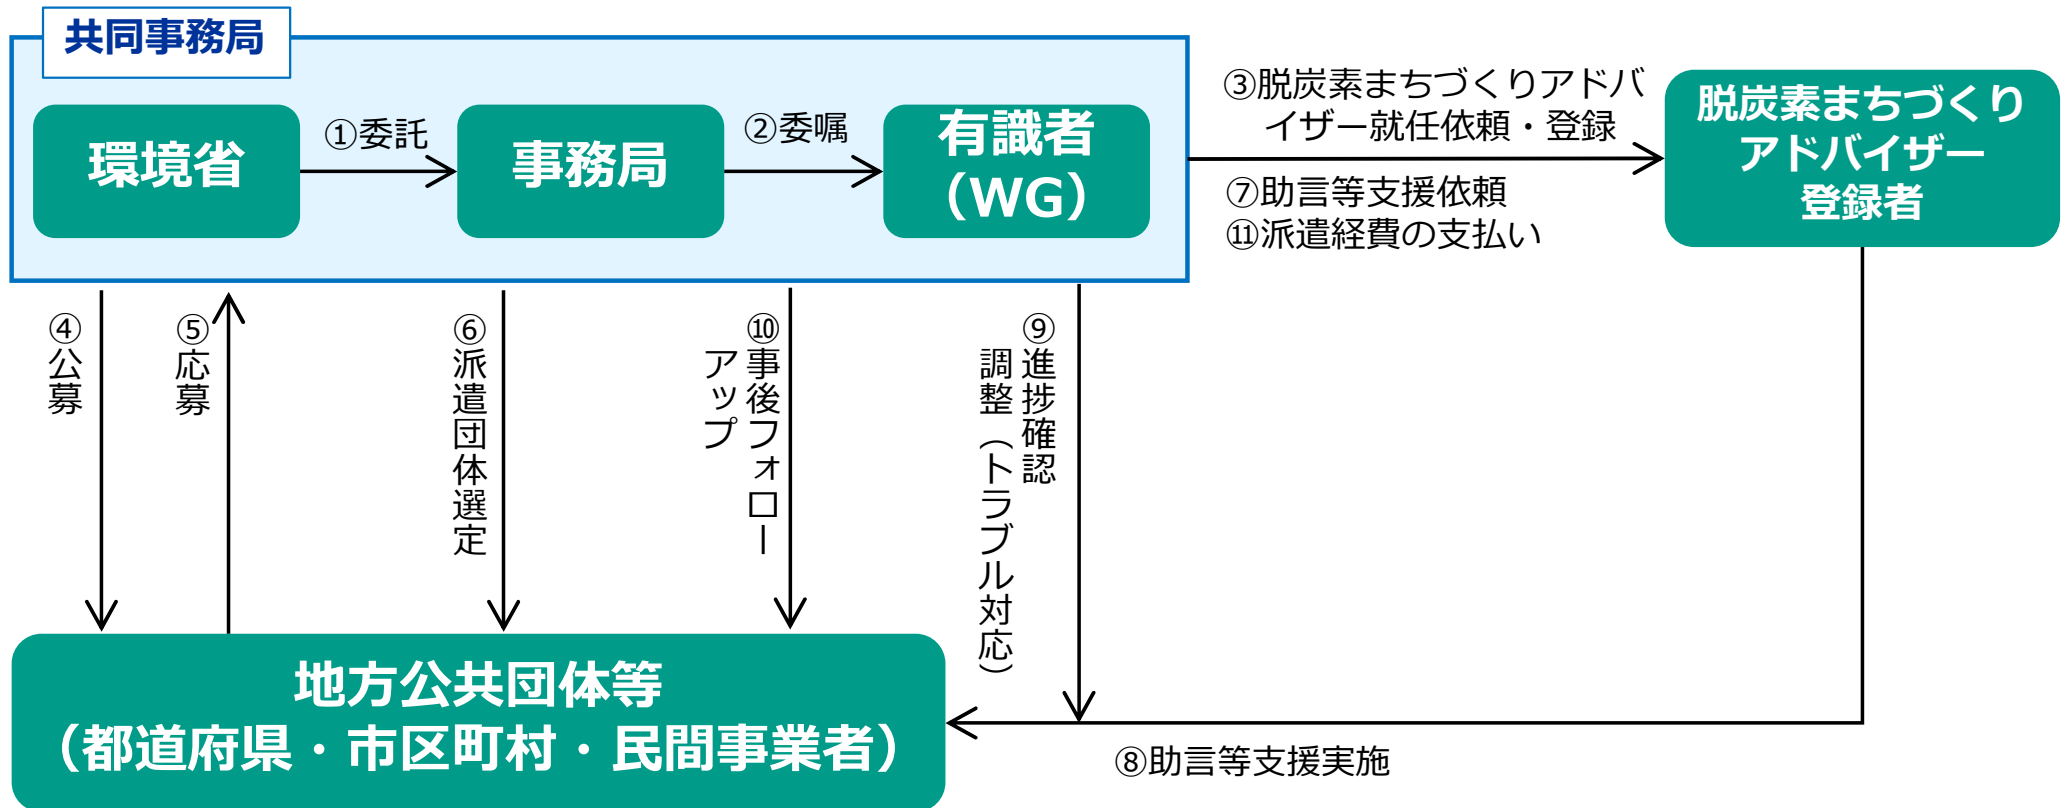 共同事務局
環境省
①委託
事務局
②委嘱
有識者
（WG）
③脱炭素まちづくりアドバ
イザー就任依頼・登録
⑦助言等支援依頼
⑪派遣経費の支払い
脱炭素まちづくり
アドバイザー
登録者
④公募
⑤応募
⑥派遣団体選定
⑩事後フォロー
アップ
⑨進捗確認
調整（トラブル対応）
地方公共団体等
（都道府県・市区町村・民間事業者）
⑧助言等支援実施